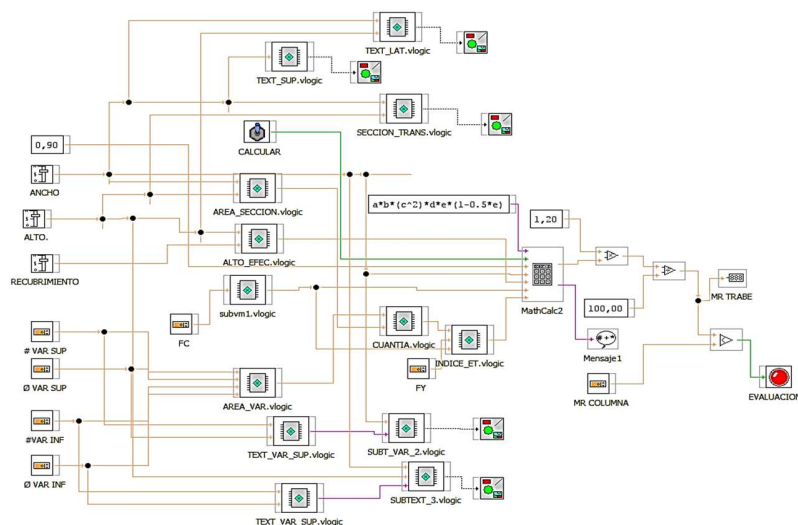 TEXT_LAT.vlogic
TEXT_SUP.vlogic
SECCION_TRANS.vlogic
0,90
CALCULAR
ANCHO
AREA_SECCION.vlogic
a*b*(c^2)*d*e*(1-0.5*e)
1,20
ALTO.
ALTO_EFEC.vlogic
RECUBRIMIENTO
MathCalc2
100,00
MR TRABE
subvm1.vlogic
FC
CUANTIA.vlogic
Mensaje1
# VAR SUP
INDICE_ET.vlogic
FY
MR COLUMNA
EVALUACION
Ø VAR SUP
AREA_VAR.vlogic
#VAR INF
TEXT_VAR_SUP.vlogic
SUBT_VAR_2.vlogic
Ø VAR INF
SUBTEXT_3.vlogic
TEXT_VAR_SUP.vlogic